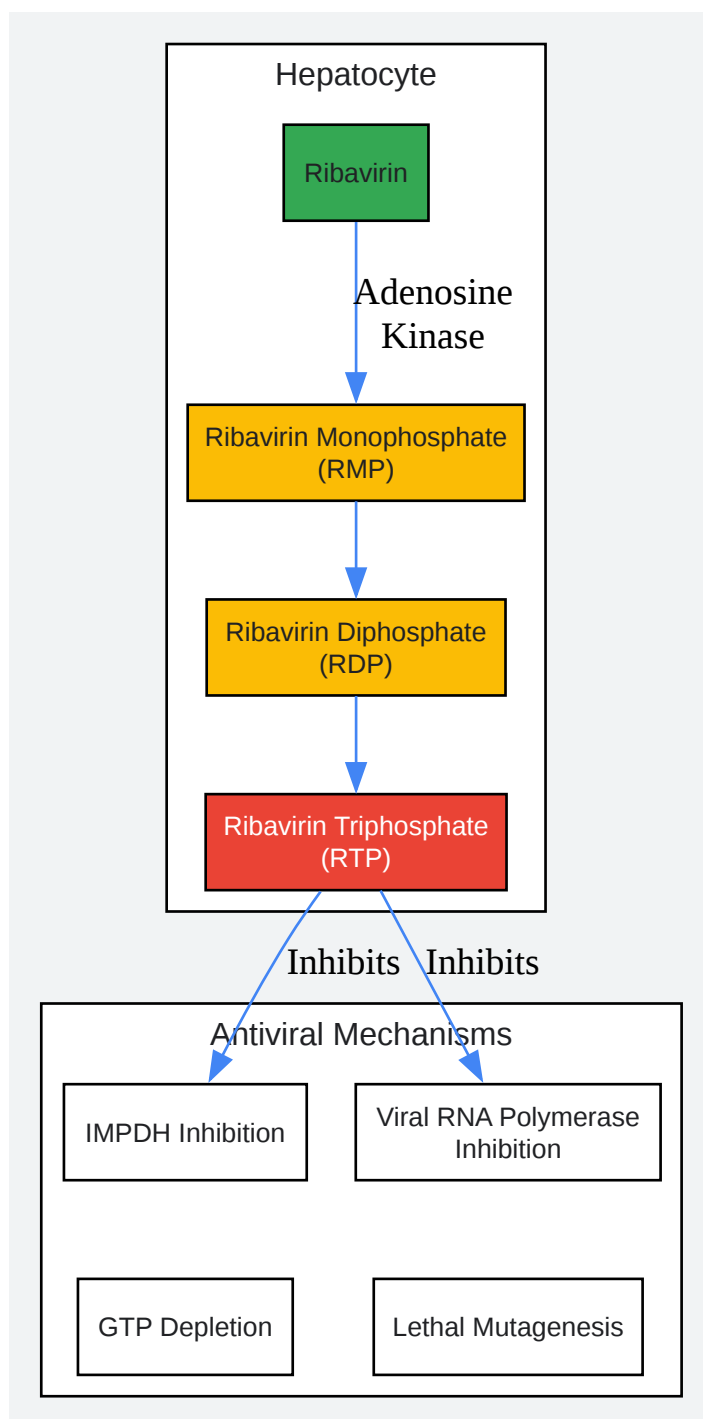 Hepatocyte
Ribavirin
Adenosine
Kinase
Ribavirin Monophosphate
(RMP)
Ribavirin Diphosphate
(RDP)
Ribavirin Triphosphate
(RTP)
Inhibits
Inhibits
Antiviral Mechanisms
IMPDH Inhibition
Viral RNA Polymerase
Inhibition
GTP Depletion
Lethal Mutagenesis